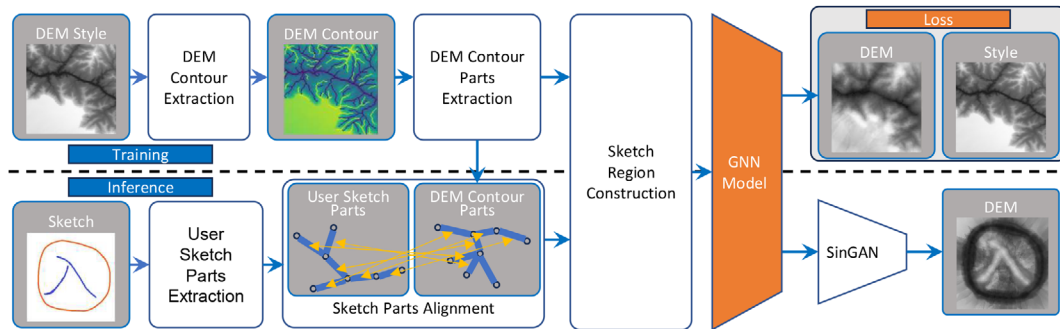 DEM Style
DEM
Contour
Extraction
DEM Contour
DEM Contour
Parts
Extraction
Sketch
Region
Construction
GNN
Model
Loss
DEM
Style
Training
Inference
Sketch
User
Sketch
Parts
Extraction
User Sketch
Parts
DEM Contour
Parts
Sketch Parts Alignment
SinGAN
DEM